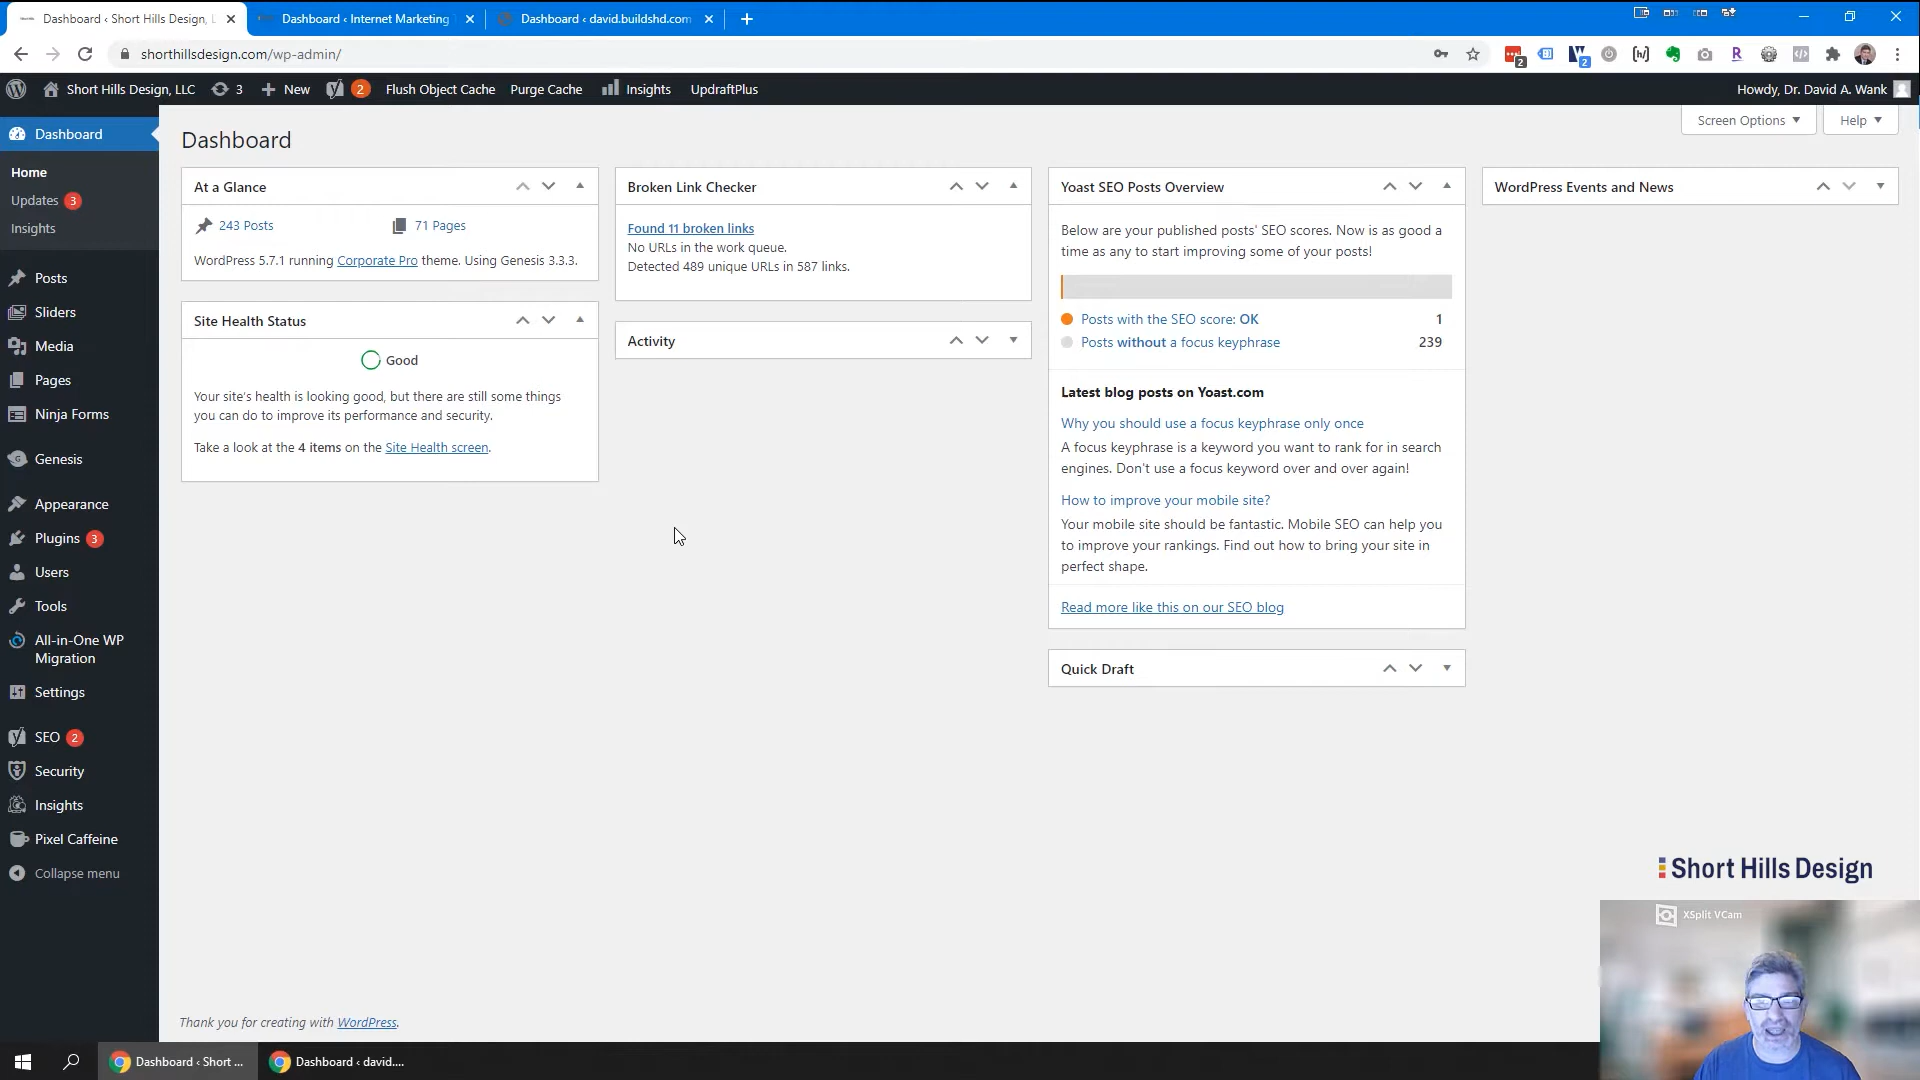 Dashboard ‹ Short Hills Design, L
Dashboard ‹ Internet Marketing
Dashboard ‹ david.buildshd.com
shorthillsdesign.com/wp-admin/
2
2
Short Hills Design, LLC
3
New
2
Flush Object Cache
Purge Cache
Insights
UpdraftPlus
Howdy, Dr. David A. Wank
Dashboard
Home
Updates 3
Insights
Posts
Sliders
Media
Pages
Ninja Forms
Genesis
Appearance
Plugins 3
Users
Tools
All-in-One WP
Migration
Settings
SEO 2
Security
Insights
Pixel Caffeine
Collapse menu
Dashboard
Screen Options
Help
At a Glance
243 Posts
71 Pages
WordPress 5.7.1 running Corporate Pro theme. Using Genesis 3.3.3.
Site Health Status
Good
Your site's health is looking good, but there are still some things
you can do to improve its performance and security.
Take a look at the 4 items on the Site Health screen.
Broken Link Checker
Found 11 broken links
No URLs in the work queue.
Detected 489 unique URLs in 587 links.
Activity
Yoast SEO Posts Overview
Below are your published posts' SEO scores. Now is as good a
time as any to start improving some of your posts!
Posts with the SEO score: OK 1
Posts without a focus keyphrase 239
Latest blog posts on Yoast.com
Why you should use a focus keyphrase only once
A focus keyphrase is a keyword you want to rank for in search
engines. Don't use a focus keyword over and over again!
How to improve your mobile site?
Your mobile site should be fantastic. Mobile SEO can help you
to improve your rankings. Find out how to bring your site in
perfect shape.
Read more like this on our SEO blog
Quick Draft
WordPress Events and News
Short Hills Design
XSplit VCam
Thank you for creating with WordPress.
Dashboard ‹ Short ...
Dashboard ‹ david....